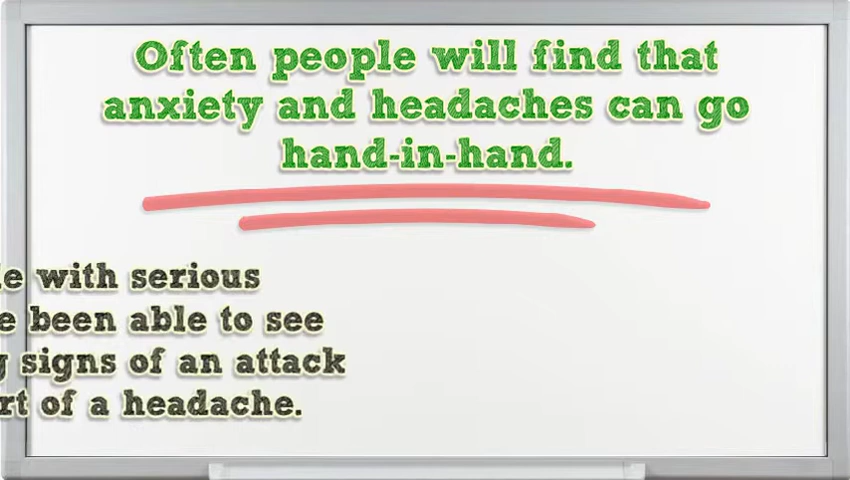 Often people will find that
anxiety and headaches can go
hand-in-hand.
with serious
been able to see
signs of an attack
of a headache.